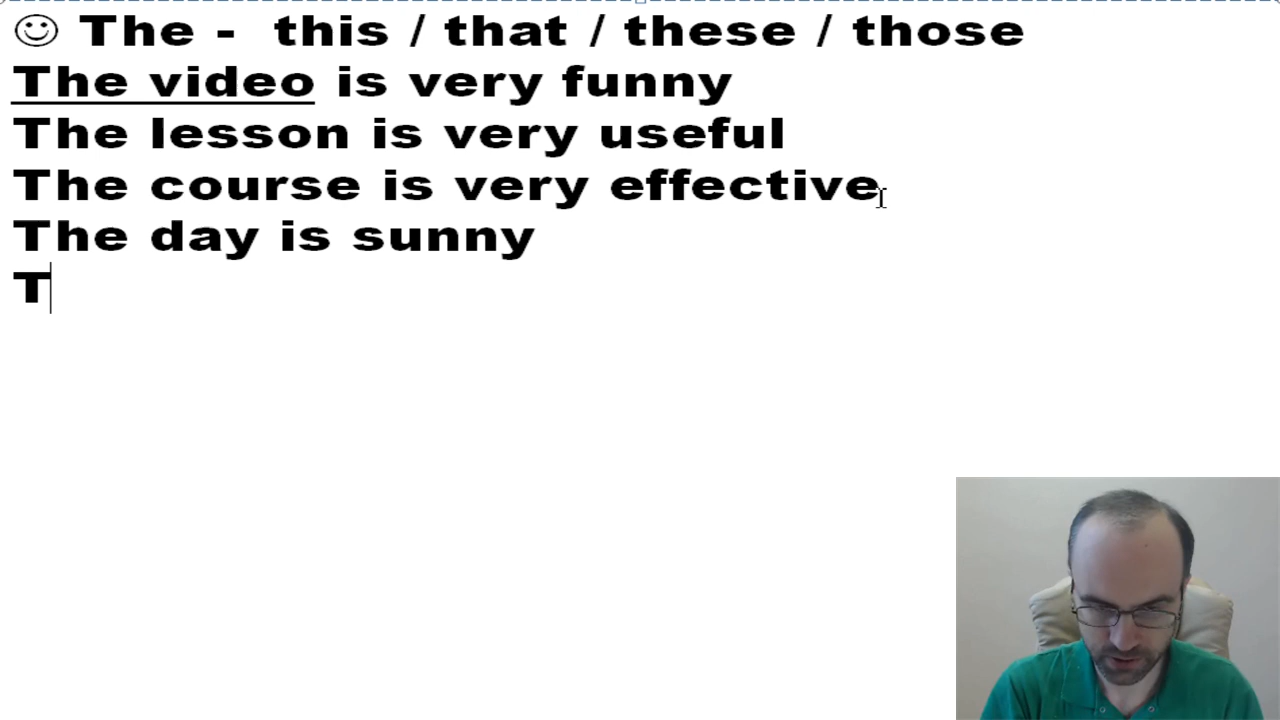 ☺ The - this / that / these / those
The video is very funny
The lesson is very useful
The course is very effective
The day is sunny
T